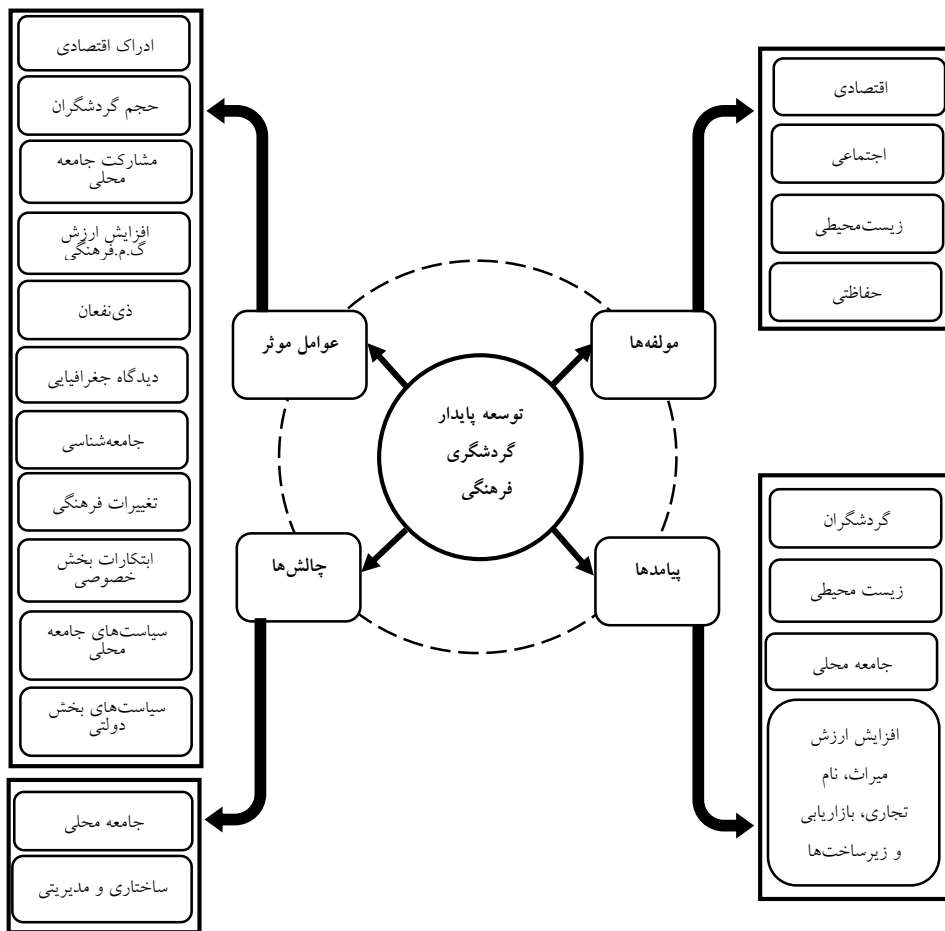 توسعه پایدار
گردشگری
فرهنگی
مولفه‌ها
اقتصادی
اجتماعی
زیست‌محیطی
حفاظتی
عوامل موثر
ادراک اقتصادی
حجم گردشگران
مشارکت جامعه
محلی
افزایش ارزش
گ.م.فرهنگی
ذی‌نفعان
دیدگاه جغرافیایی
جامعه‌شناسی
تغییرات فرهنگی
ابتکارات بخش
خصوصی
سیاست‌های جامعه
محلی
سیاست‌های بخش
دولتی
پیامدها
گردشگران
زیست محیطی
جامعه محلی
افزایش ارزش
میراث، نام
تجاری، بازاریابی
و زیرساخت‌ها
چالش‌ها
جامعه محلی
ساختاری و مدیریتی